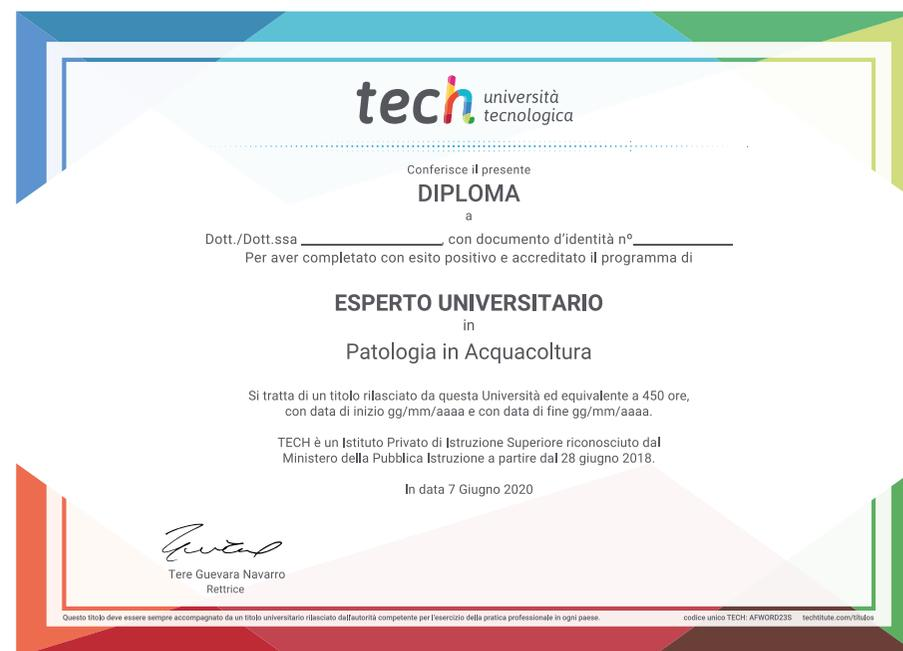 tech università
tecnologica
Conferisce il presente
DIPLOMA
a
Dott./Dott.ssa ____________________, con documento d'identità nº______________
Per aver completato con esito positivo e accreditato il programma di
ESPERTO UNIVERSITARIO
in
Patologia in Acquacoltura
Si tratta di un titolo rilasciato da questa Università ed equivalente a 450 ore,
con data di inizio gg/mm/aaaa e con data di fine gg/mm/aaaa.
TECH è un Istituto Privato di Istruzione Superiore riconosciuto dal
Ministero della Pubblica Istruzione a partire dal 28 giugno 2018.
In data 7 Giugno 2020
Tere Guevara Navarro
Rettrice
Questo titolo deve essere sempre accompagnato da un titolo universitario rilasciato dall'autorità competente per l'esercizio della pratica professionale in ogni paese. codice unico TECH: AFWORD23S techtitute.com/titulos